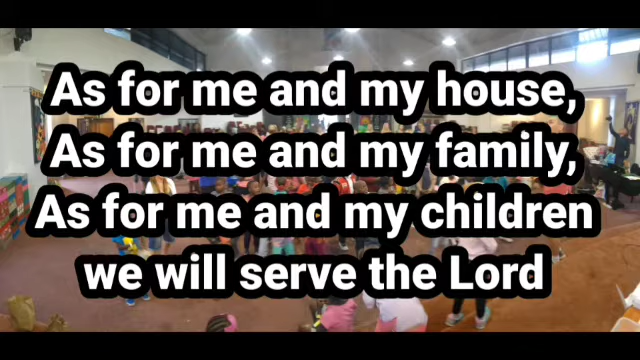 As for me and my house,
As for me and my family,
As for me and my children
we will serve the Lord